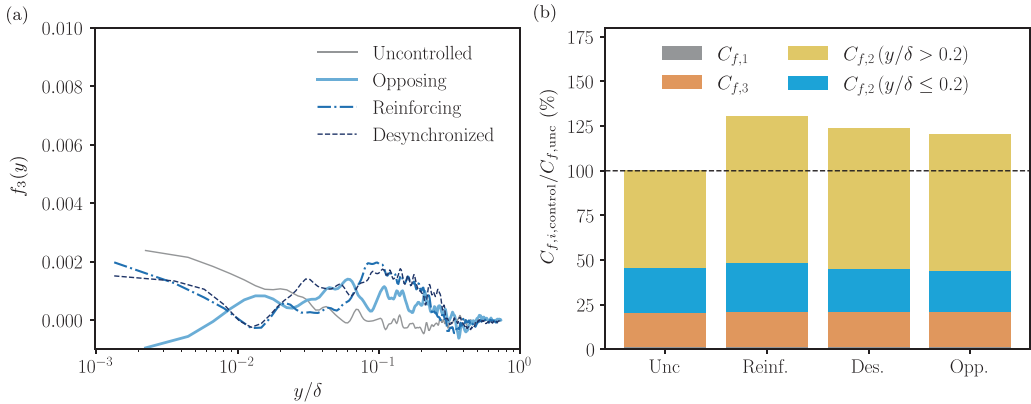 (a)
0.010
0.008
0.006
0.004
0.002
0.000
f₃(y)
Uncontrolled
Opposing
Reinforcing
Desynchronized
10⁻³
10⁻²
10⁻¹
10⁰
y/δ
(b)
175
150
125
100
75
50
25
0
C_{f,i,control}/C_{f,unc} (%)
C_{f,1}
C_{f,3}
C_{f,2}(y/δ > 0.2)
C_{f,2}(y/δ ≤ 0.2)
Unc
Reinf.
Des.
Opp.